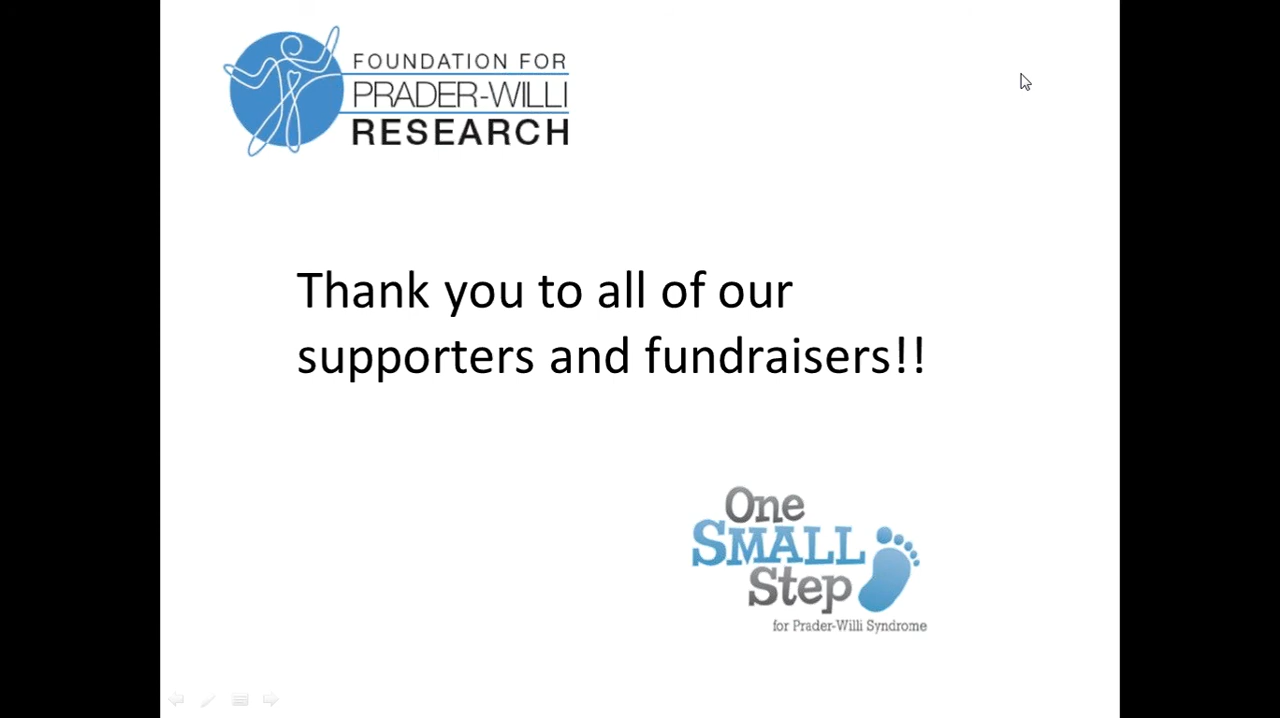 FOUNDATION FOR
PRADER-WILLI
RESEARCH
Thank you to all of our
supporters and fundraisers!!
One
SMALL
Step
for Prader-Willi Syndrome